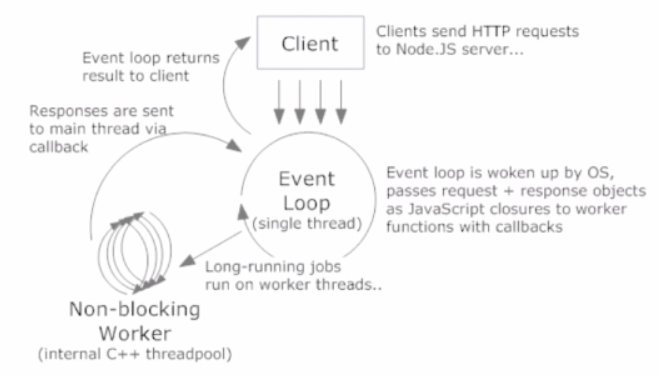 Client
Clients send HTTP requests
to Node.JS server...
Event loop returns
result to client
Responses are sent
to main thread via
callback
Event
Loop
(single thread)
Event loop is woken up by OS,
passes request + response objects
as JavaScript closures to worker
functions with callbacks
Long-running jobs
run on worker threads..
Non-blocking
Worker
(internal C++ threadpool)